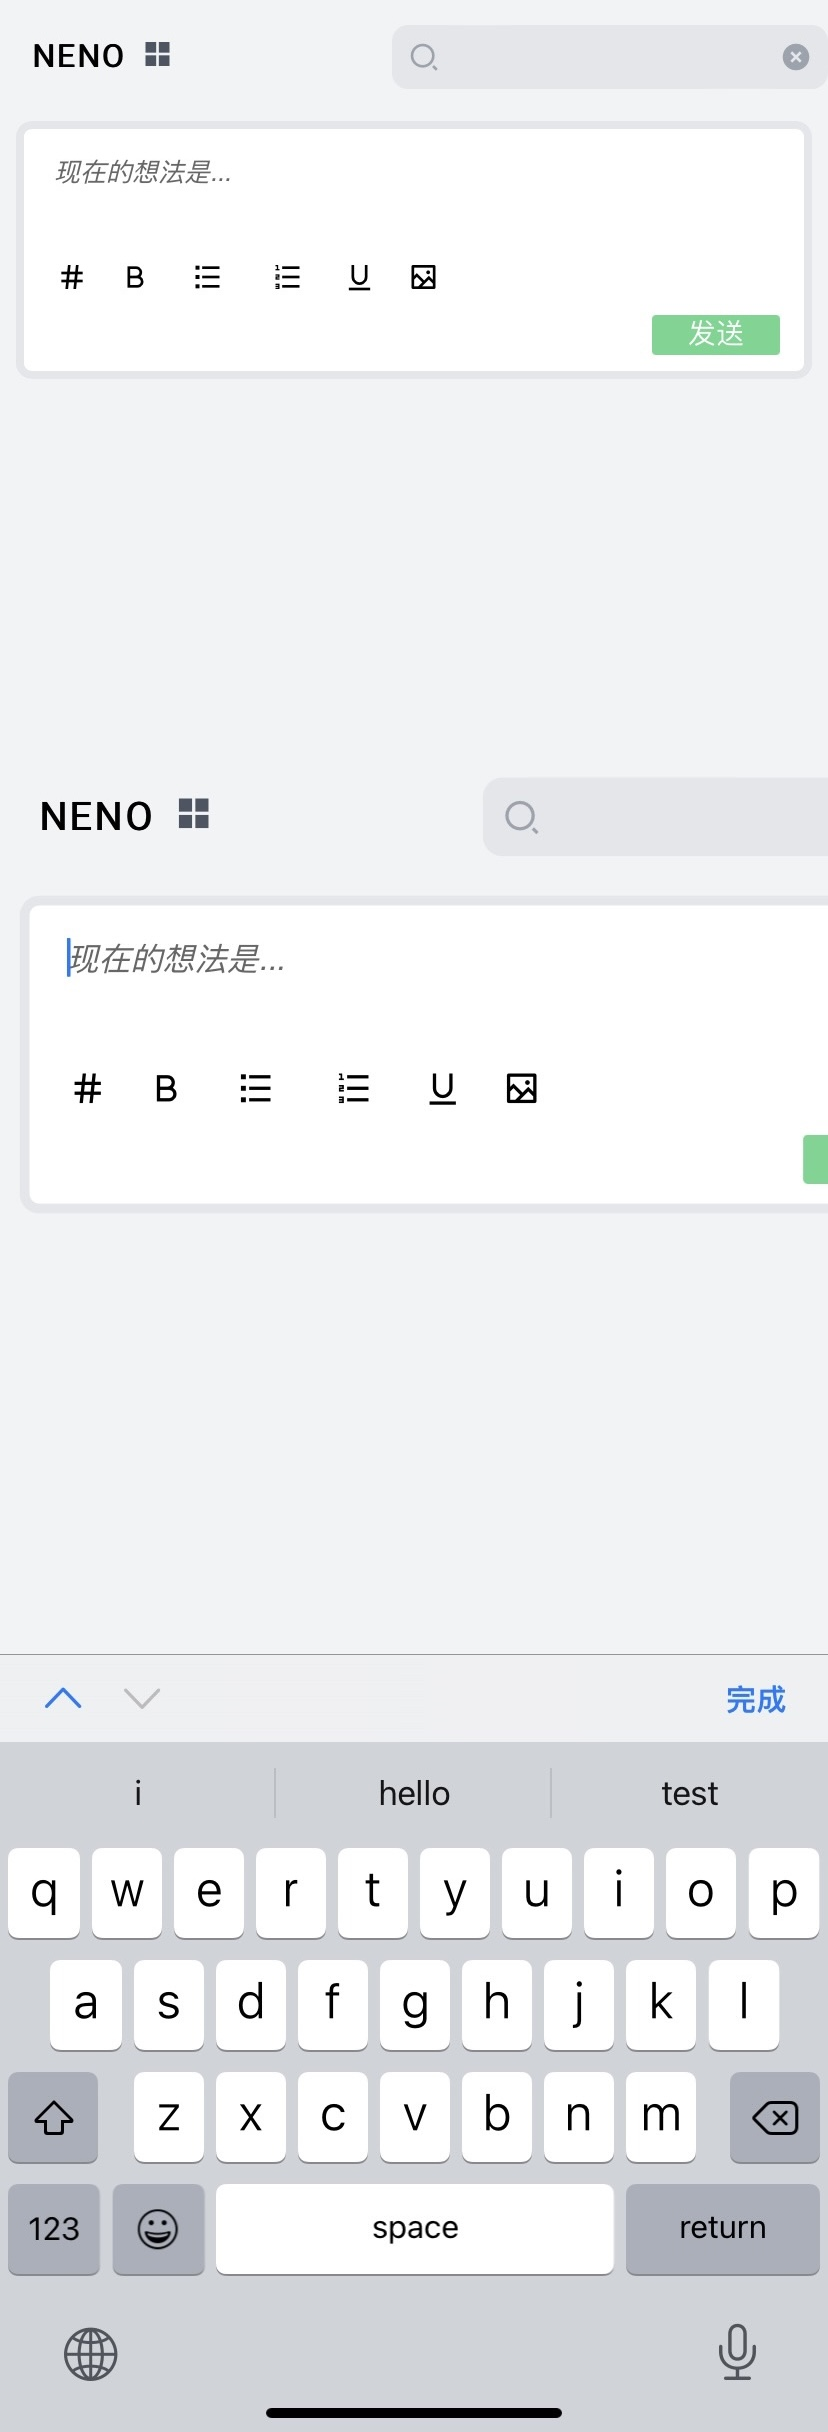 NENO
现在的想法是...
# B U
发送
NENO
现在的想法是...
# B U
完成
i hello test
q w e r t y u i o p
a s d f g h j k l
z x c v b n m
123 space return